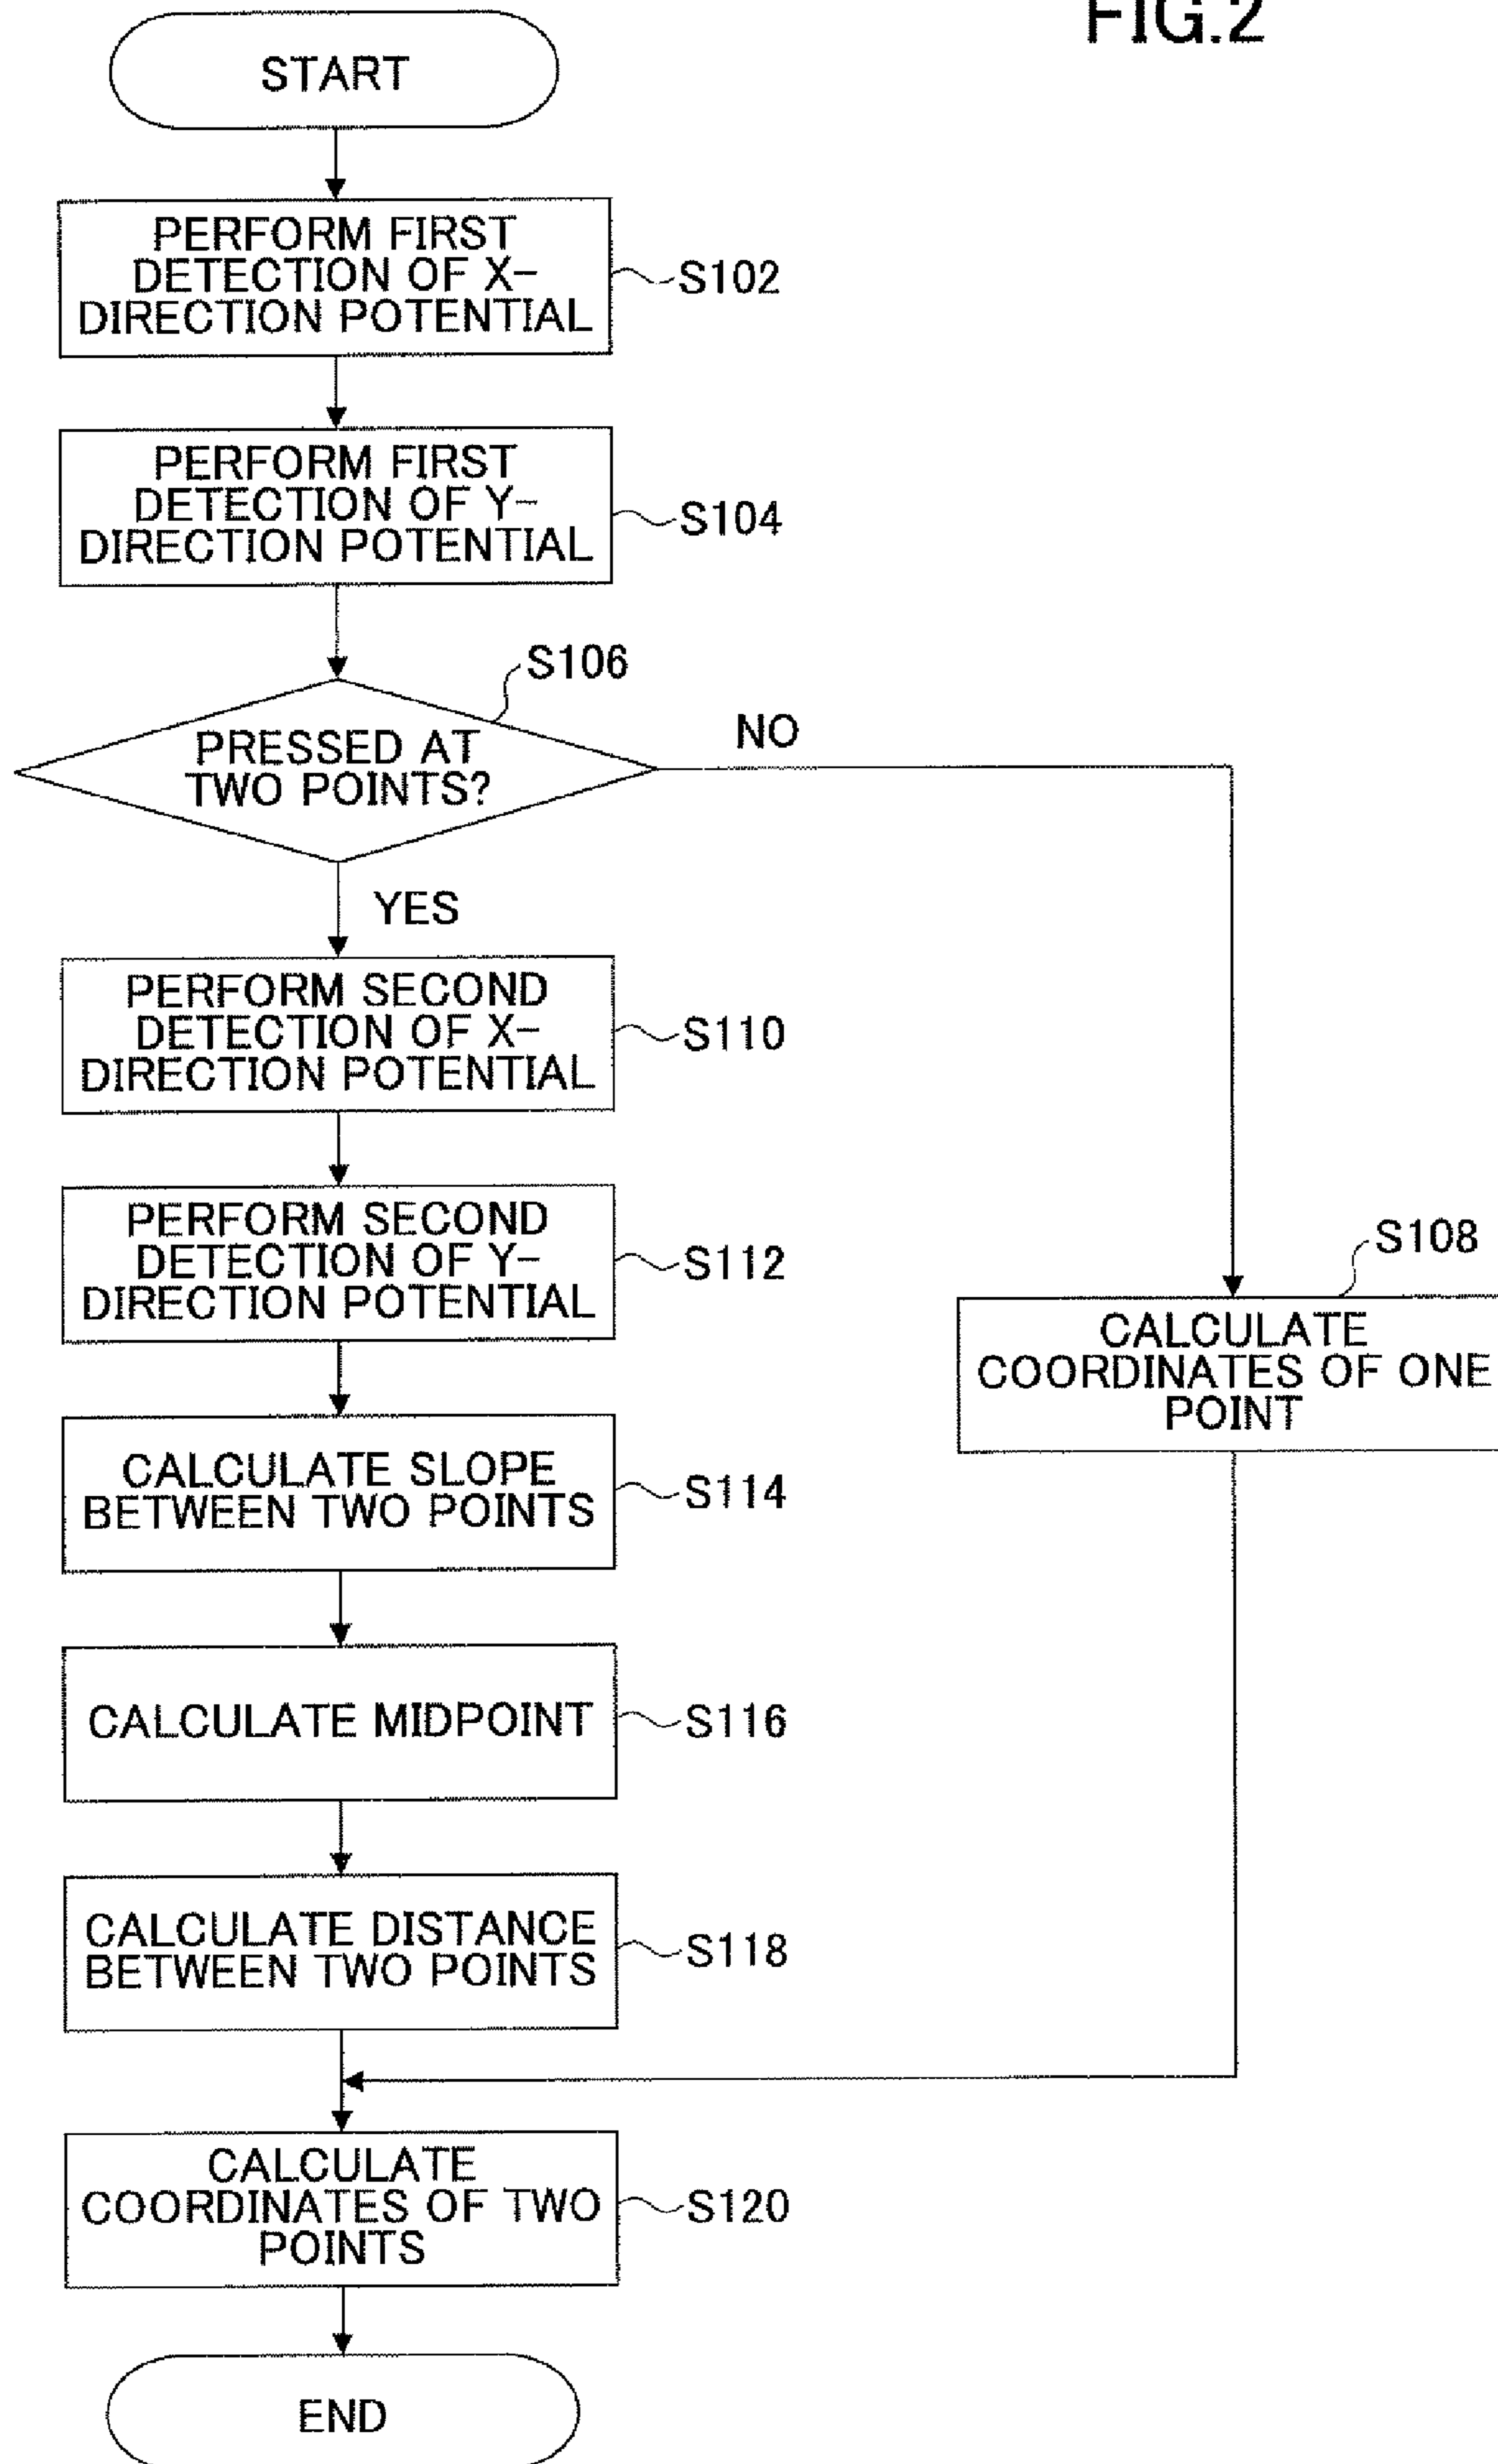 FIG.2
START
PERFORM FIRST
DETECTION OF X-
DIRECTION POTENTIAL
S102
PERFORM FIRST
DETECTION OF Y-
DIRECTION POTENTIAL
S104
S106
PRESSED AT
TWO POINTS?
NO
YES
PERFORM SECOND
DETECTION OF X-
DIRECTION POTENTIAL
S110
PERFORM SECOND
DETECTION OF Y-
DIRECTION POTENTIAL
S112
S108
CALCULATE
COORDINATES OF ONE
POINT
CALCULATE SLOPE
BETWEEN TWO POINTS
S114
CALCULATE MIDPOINT
S116
CALCULATE DISTANCE
BETWEEN TWO POINTS
S118
CALCULATE
COORDINATES OF TWO
POINTS
S120
END